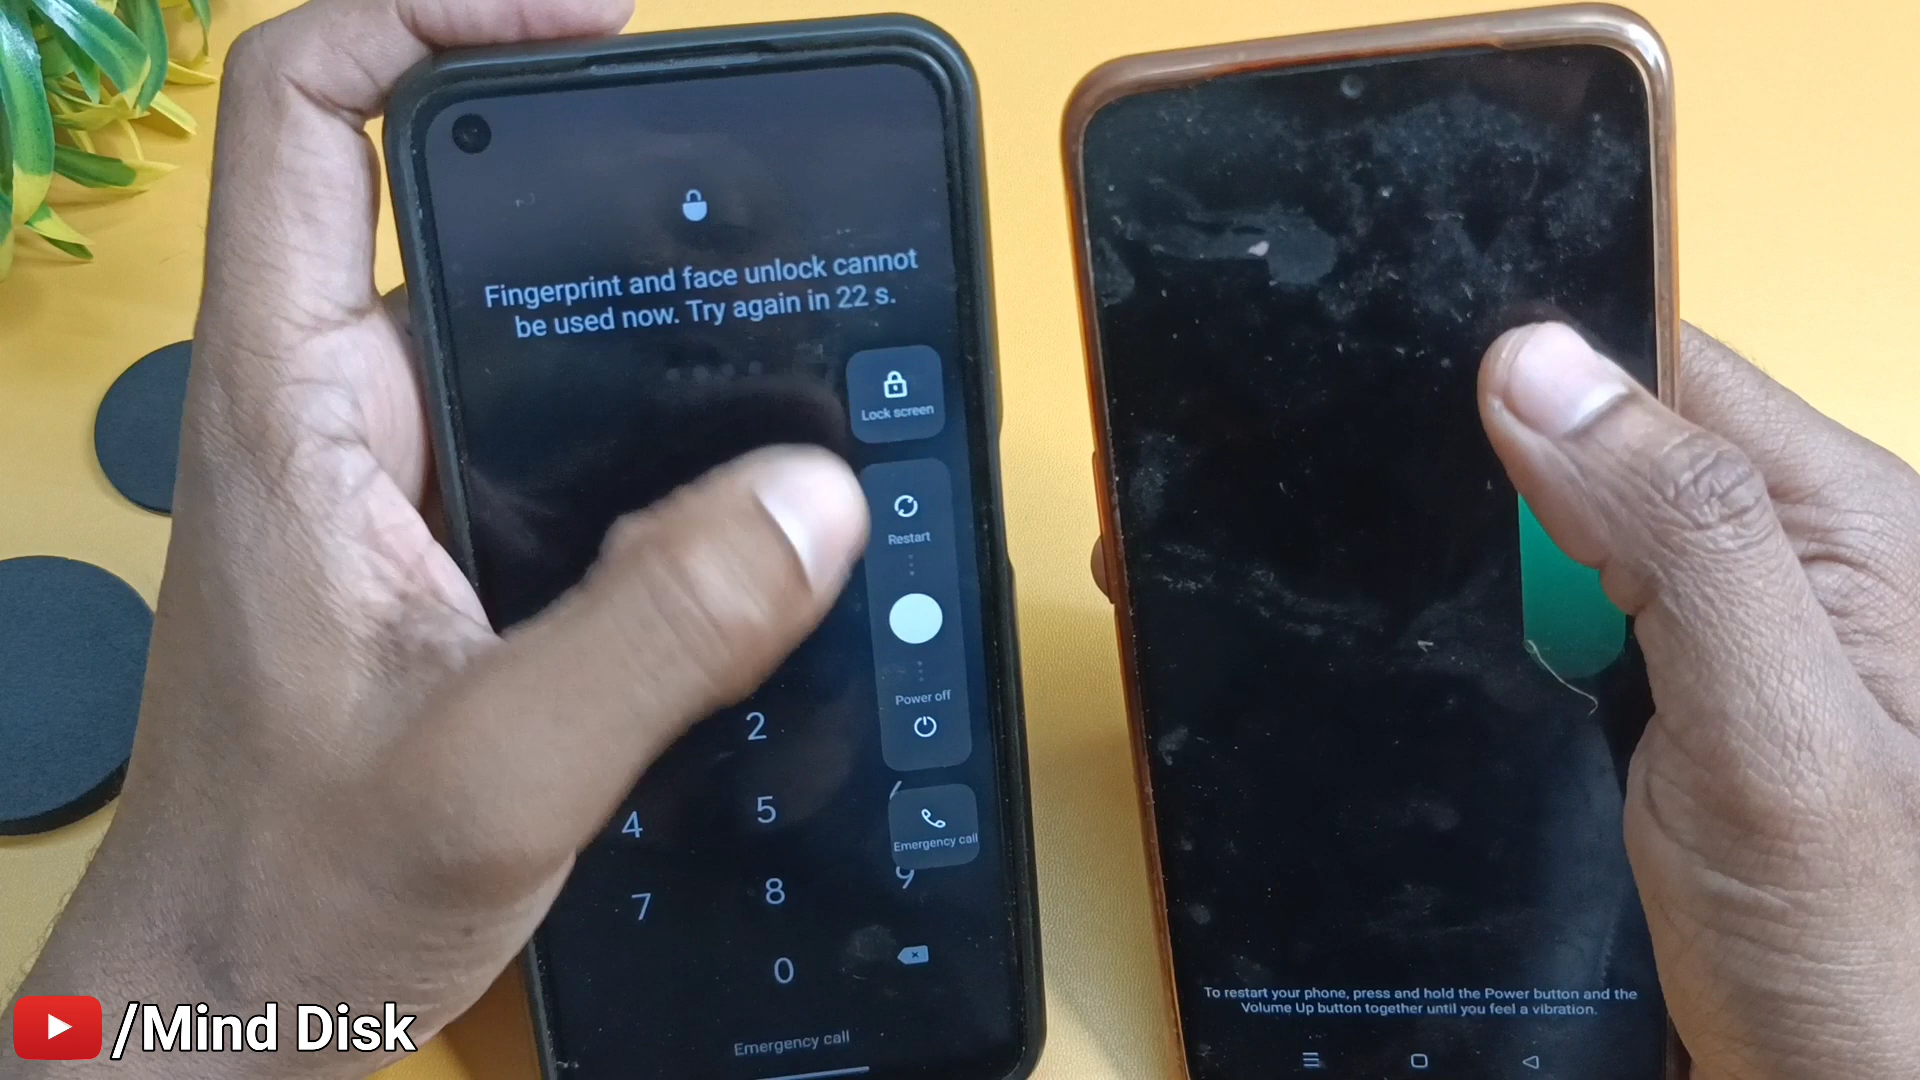 Fingerprint and face unlock cannot
be used now. Try again in 22 s.
Lock screen
Restart
Power off
2
4
5
Emergency call
7
8
9
0
Emergency call
To restart your phone, press and hold the Power button and the
Volume Up button together until you feel a vibration.
/Mind Disk